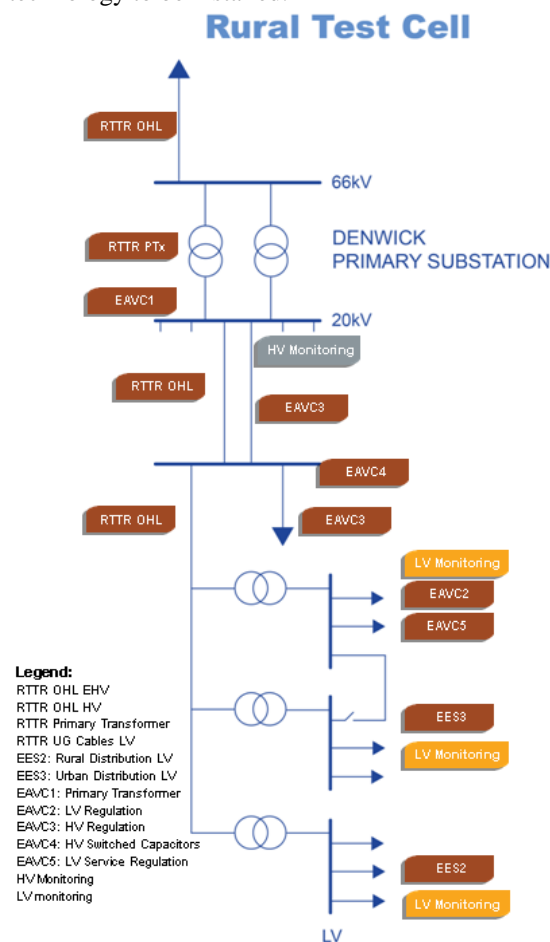 technology to be installed.
Rural Test Cell
RTTR OHL
66kV
RTTR PTx
DENWICK
PRIMARY SUBSTATION
EAVC1
20kV
HV Monitoring
RTTR OHL
EAVC3
EAVC4
RTTR OHL
EAVC3
LV Monitoring
EAVC2
EAVC5
EES3
LV Monitoring
EES2
LV Monitoring
LV
Legend:
RTTR OHL EHV
RTTR OHL HV
RTTR Primary Transformer
RTTR UG Cables LV
EES2: Rural Distribution LV
EES3: Urban Distribution LV
EAVC1: Primary Transformer
EAVC2: LV Regulation
EAVC3: HV Regulation
EAVC4: HV Switched Capacitors
EAVC5: LV Service Regulation
HV Monitoring
LV monitoring